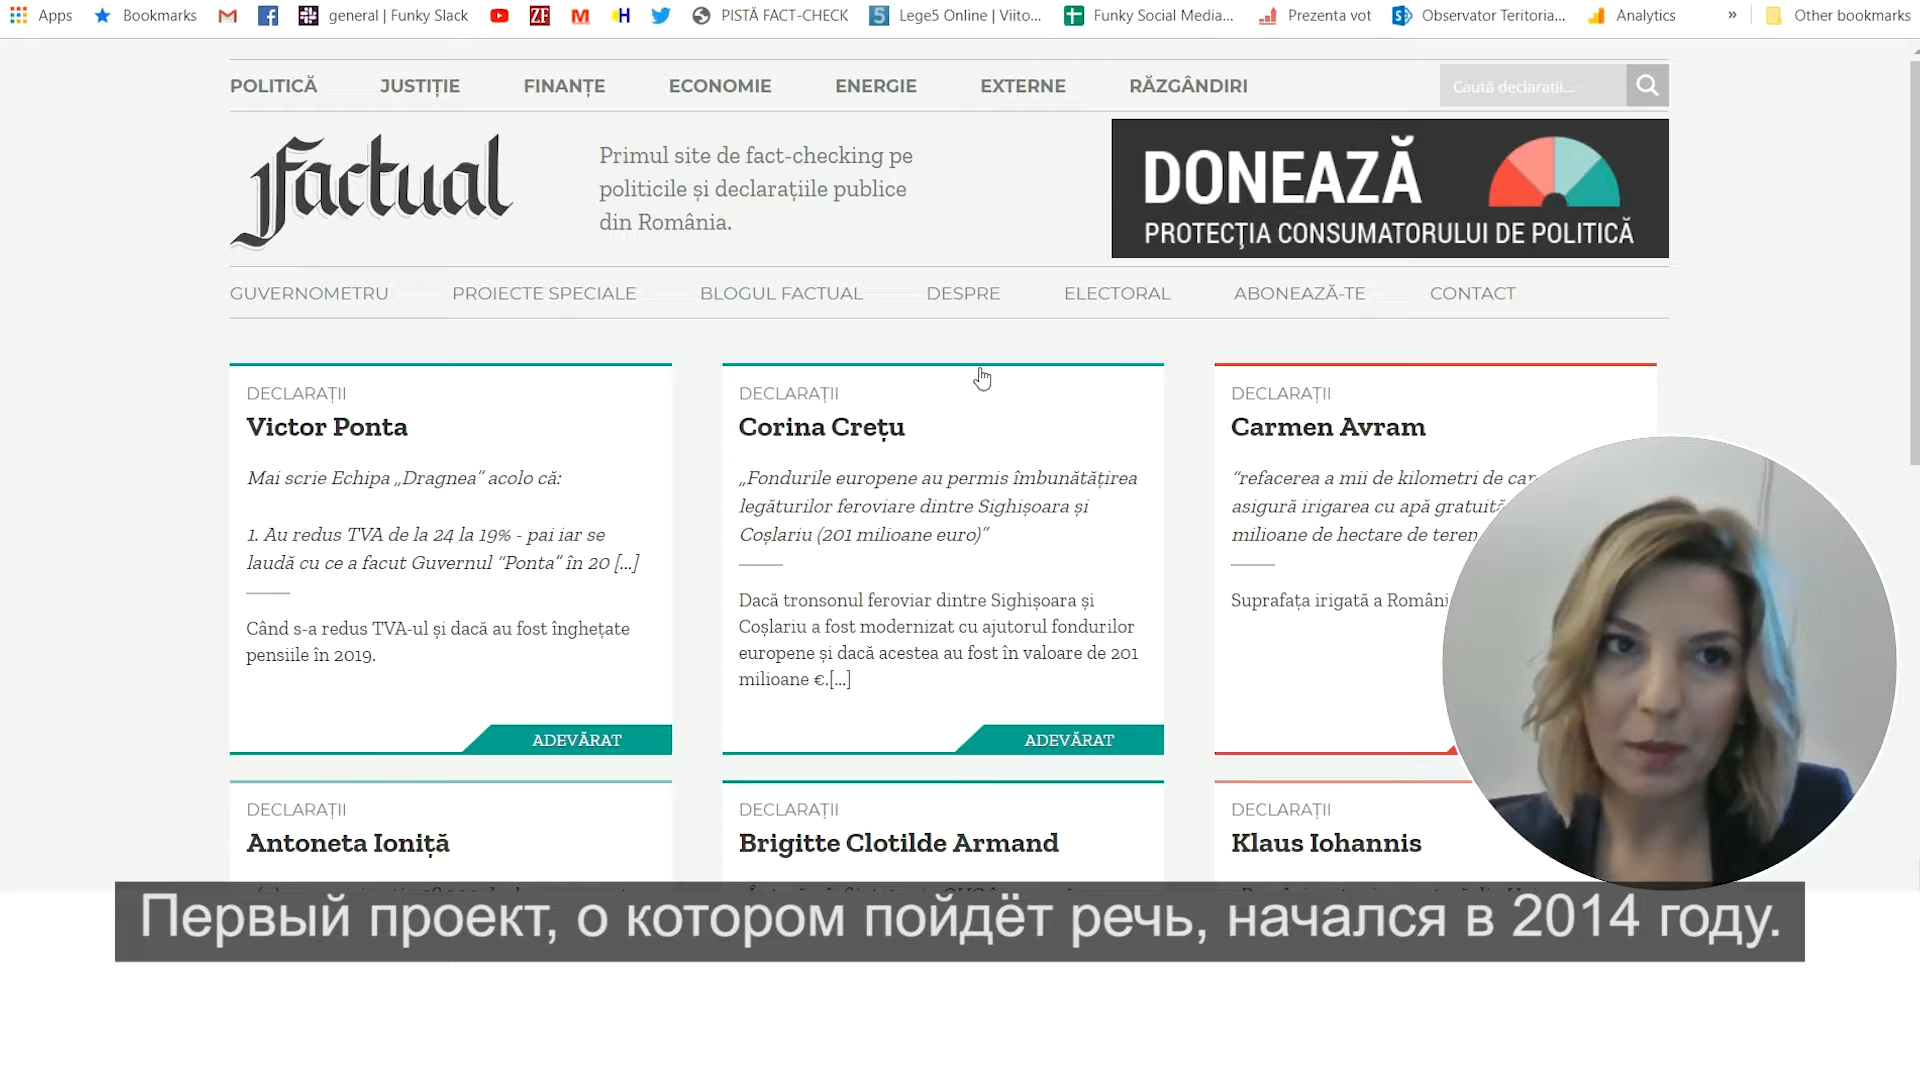 Apps Bookmarks general | Funky Slack PISTĂ FACT-CHECK Lege5 Online | Viito... Funky Social Media... Prezenta vot Observator Teritoria... Analytics » Other bookmarks
POLITICĂ JUSTIȚIE FINANȚE ECONOMIE ENERGIE EXTERNE RĂZGÂNDIRI Caută declarații...
Factual
Primul site de fact-checking pe
politicile și declarațiile publice
din România.
DONEAZĂ
PROTECȚIA CONSUMATORULUI DE POLITICĂ
GUVERNOMETRU PROIECTE SPECIALE BLOGUL FACTUAL DESPRE ELECTORAL ABONEAZĂ-TE CONTACT
DECLARAȚII
Victor Ponta
Mai scrie Echipa „Dragnea” acolo că:
1. Au redus TVA de la 24 la 19% - pai iar se
laudă cu ce a facut Guvernul “Ponta” în 20 [...]
Când s-a redus TVA-ul și dacă au fost înghețate
pensiile în 2019.
ADEVĂRAT
DECLARAȚII
Corina Crețu
„Fondurile europene au permis îmbunătățirea
legăturilor feroviare dintre Sighișoara și
Coșlariu (201 milioane euro)”
Dacă tronsonul feroviar dintre Sighișoara și
Coșlariu a fost modernizat cu ajutorul fondurilor
europene și dacă acestea au fost în valoare de 201
milioane €.[...]
ADEVĂRAT
DECLARAȚII
Carmen Avram
“refacerea a mii de kilometri de
asigură irigarea cu apă
milioane de hectare de
Suprafața irigată a
DECLARAȚII
Antoneta Ioniță
DECLARAȚII
Brigitte Clotilde Armand
DECLARAȚII
Klaus Iohannis
Первый проект, о котором пойдёт речь, начался в 2014 году.